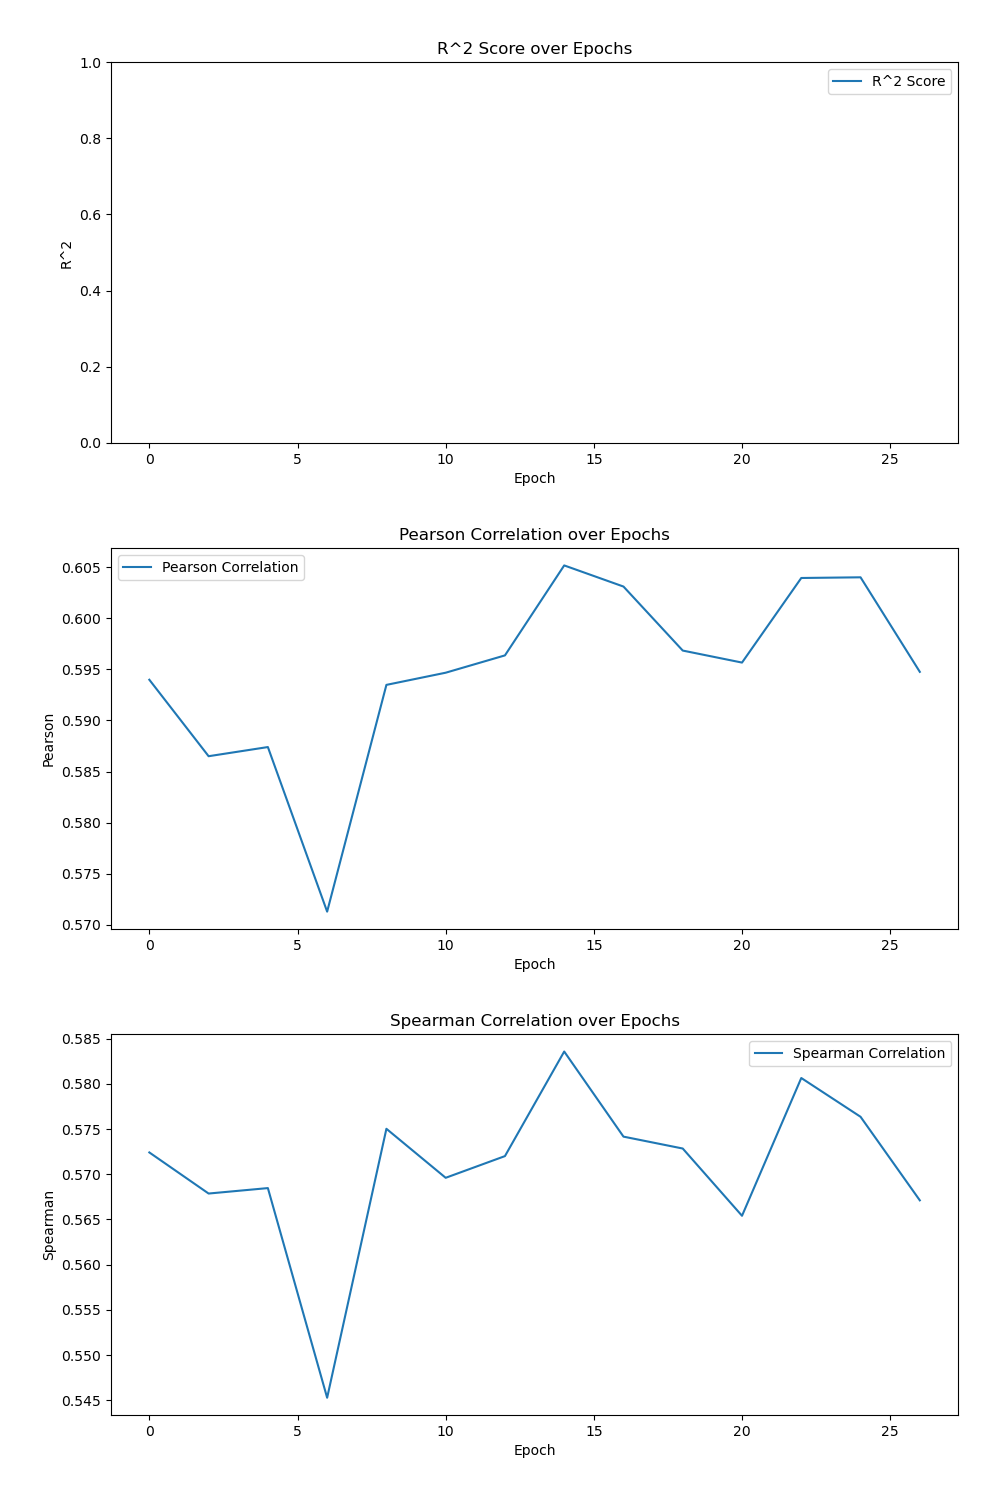 R^2 Score over Epochs
R^2 Score
1.0
0.8
0.6
0.4
0.2
0.0
R^2
0 5 10 15 20 25
Epoch
Pearson Correlation over Epochs
Pearson Correlation
0.605
0.600
0.595
0.590
0.585
0.580
0.575
0.570
Pearson
0 5 10 15 20 25
Epoch
Spearman Correlation over Epochs
Spearman Correlation
0.585
0.580
0.575
0.570
0.565
0.560
0.555
0.550
0.545
Spearman
0 5 10 15 20 25
Epoch